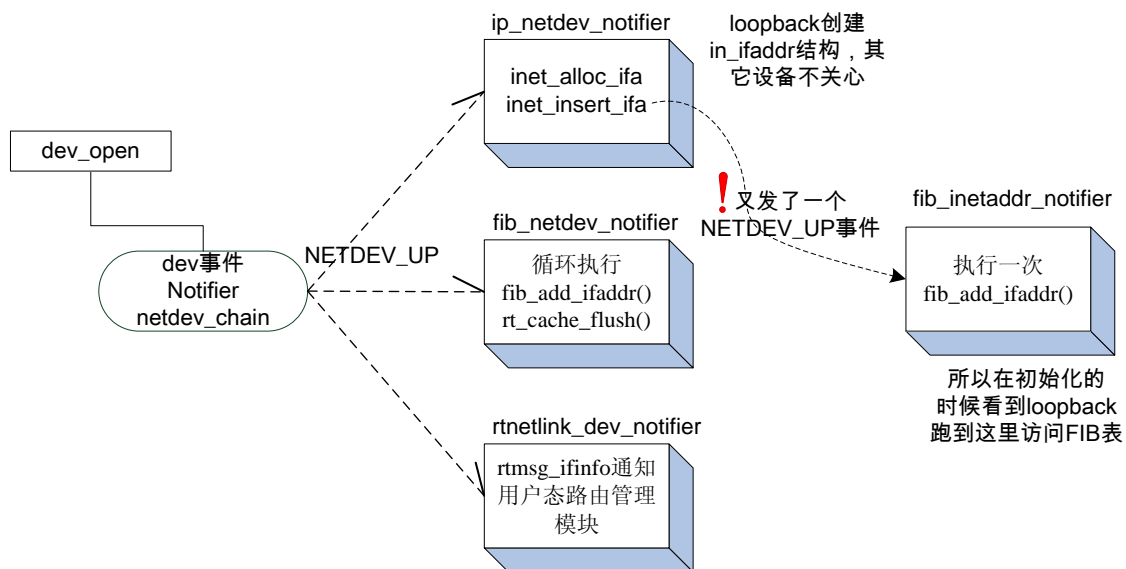 dev_open
dev事件
Notifier
netdev_chain
NETDEV_UP
ip_netdev_notifier
inet_alloc_ifa
inet_insert_ifa
loopback创建
in_ifaddr结构，其
它设备不关心
！又发了一个
NETDEV_UP事件
fib_netdev_notifier
循环执行
fib_add_ifaddr()
rt_cache_flush()
fib_inetaddr_notifier
执行一次
fib_add_ifaddr()
所以在初始化的
时候看到loopback
跑到这里访问FIB表
rtnetlink_dev_notifier
rtmsg_ifinfo通知
用户态路由管理
模块